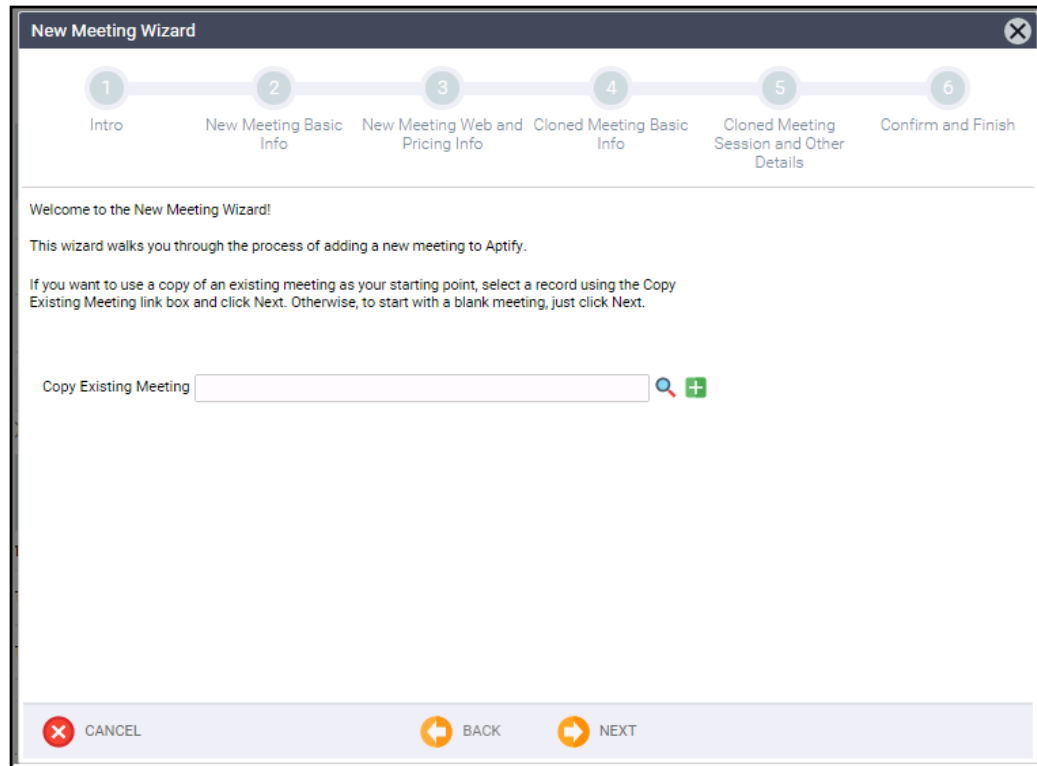 New Meeting Wizard
1 2 3 4 5 6
Intro New Meeting Basic New Meeting Web and Cloned Meeting Basic Cloned Meeting Confirm and Finish
Info Pricing Info Info Session and Other
Details
Welcome to the New Meeting Wizard!
This wizard walks you through the process of adding a new meeting to Aptify.
If you want to use a copy of an existing meeting as your starting point, select a record using the Copy
Existing Meeting link box and click Next. Otherwise, to start with a blank meeting, just click Next.
Copy Existing Meeting
CANCEL BACK NEXT